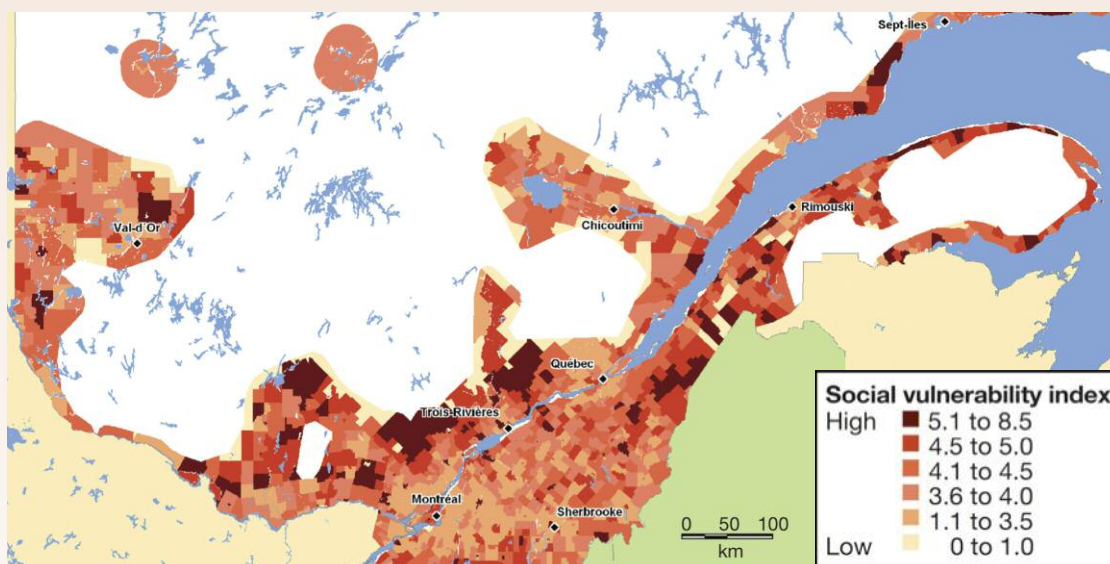 Sept-Îles
Val-d'Or
Chicoutimi
Rimouski
Québec
Trois-Rivières
Montréal
Sherbrooke
0 50 100
km
Social vulnerability index
High 5.1 to 8.5
4.5 to 5.0
4.1 to 4.5
3.6 to 4.0
1.1 to 3.5
Low 0 to 1.0